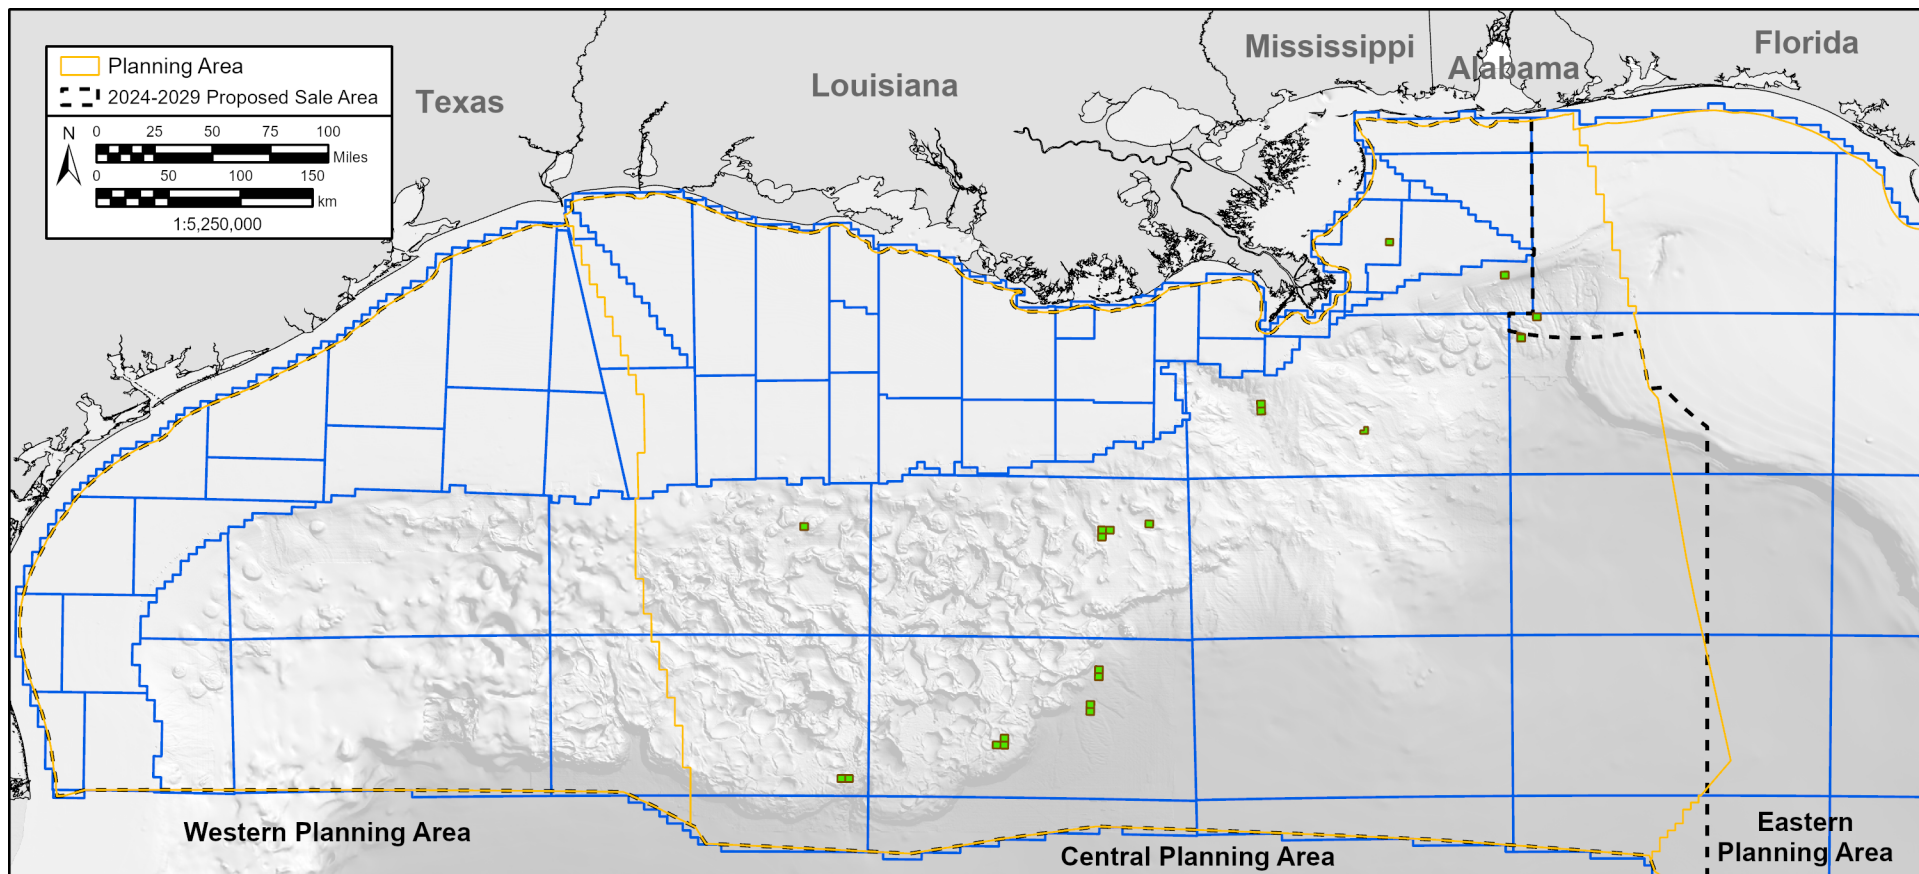 Planning Area
2024-2029 Proposed Sale Area
N
0 25 50 75 100
Miles
0 50 100 150
km
1:5,250,000
Texas
Louisiana
Mississippi
Alabama
Florida
Western Planning Area
Central Planning Area
Eastern
Planning Area